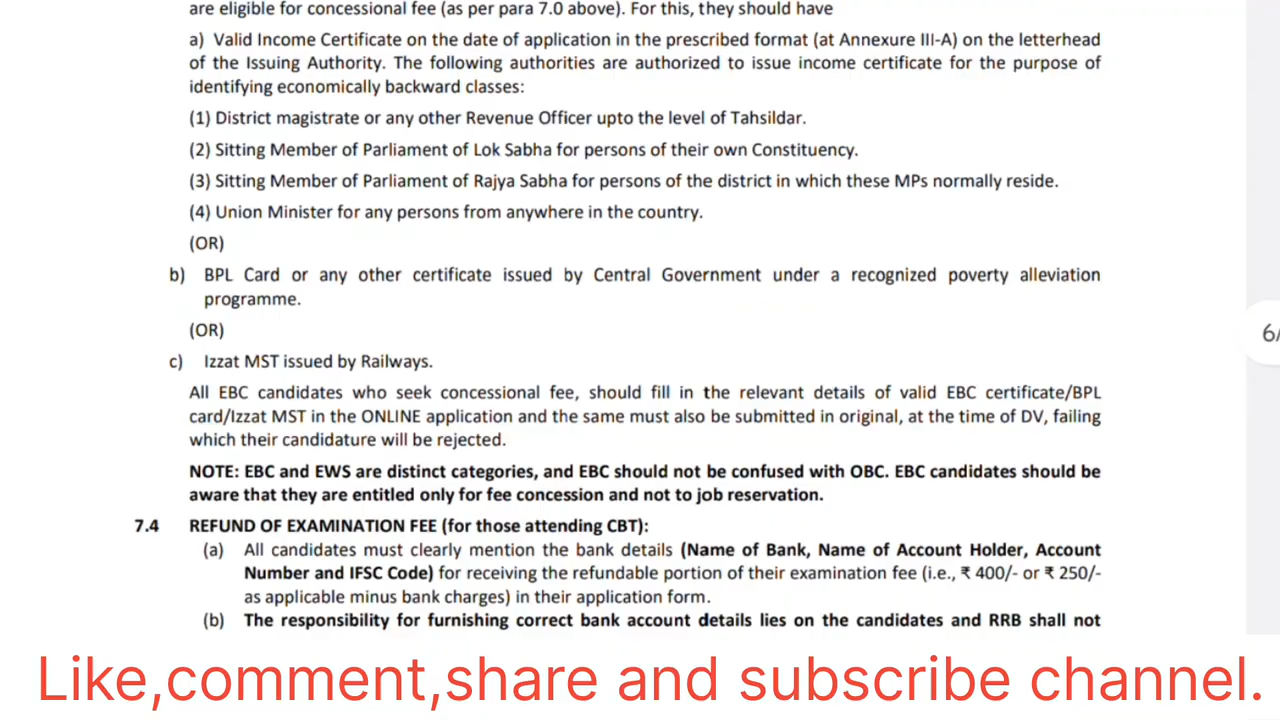 are eligible for concessional fee (as per para 7.0 above). For this, they should have
a) Valid Income Certificate on the date of application in the prescribed format (at Annexure III-A) on the letterhead
of the Issuing Authority. The following authorities are authorized to issue income certificate for the purpose of
identifying economically backward classes:
(1) District magistrate or any other Revenue Officer upto the level of Tahsildar.
(2) Sitting Member of Parliament of Lok Sabha for persons of their own Constituency.
(3) Sitting Member of Parliament of Rajya Sabha for persons of the district in which these MPs normally reside.
(4) Union Minister for any persons from anywhere in the country.
(OR)
b) BPL Card or any other certificate issued by Central Government under a recognized poverty alleviation
programme.
(OR)
6/
c) Izzat MST issued by Railways.
All EBC candidates who seek concessional fee, should fill in the relevant details of valid EBC certificate/BPL
card/Izzat MST in the ONLINE application and the same must also be submitted in original, at the time of DV, failing
which their candidature will be rejected.
NOTE: EBC and EWS are distinct categories, and EBC should not be confused with OBC. EBC candidates should be
aware that they are entitled only for fee concession and not to job reservation.
7.4 REFUND OF EXAMINATION FEE (for those attending CBT):
(a) All candidates must clearly mention the bank details (Name of Bank, Name of Account Holder, Account
Number and IFSC Code) for receiving the refundable portion of their examination fee (i.e., ₹ 400/- or ₹ 250/-
as applicable minus bank charges) in their application form.
(b) The responsibility for furnishing correct bank account details lies on the candidates and RRB shall not
Like,comment,share and subscribe channel.